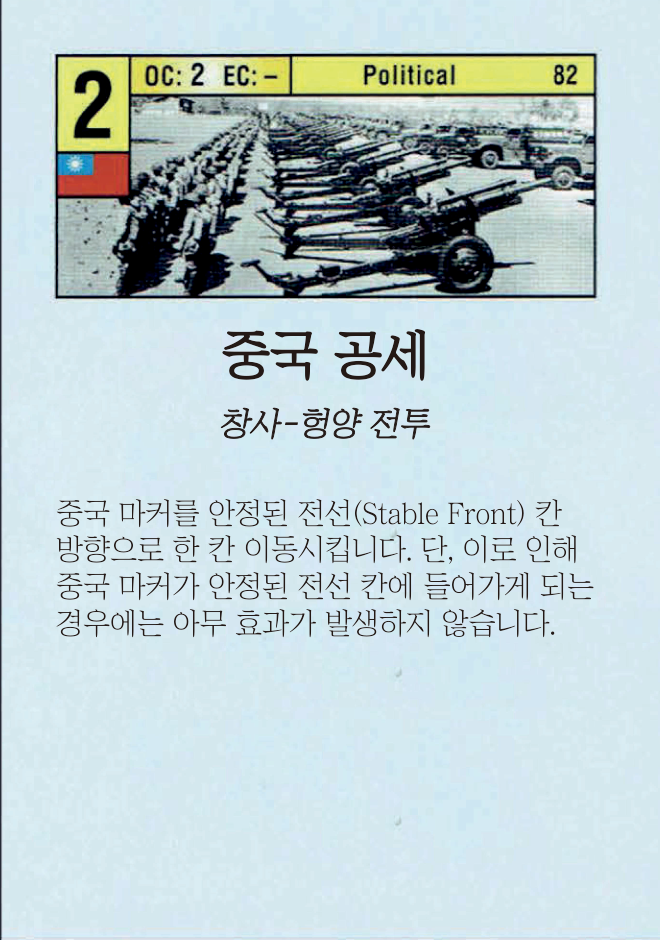 2
OC: 2 EC: – Political 82
중국 공세
창사-헝양 전투
중국 마커를 안정된 전선(Stable Front) 칸
방향으로 한 칸 이동시킵니다. 단, 이로 인해
중국 마커가 안정된 전선 칸에 들어가게 되는
경우에는 아무 효과가 발생하지 않습니다.